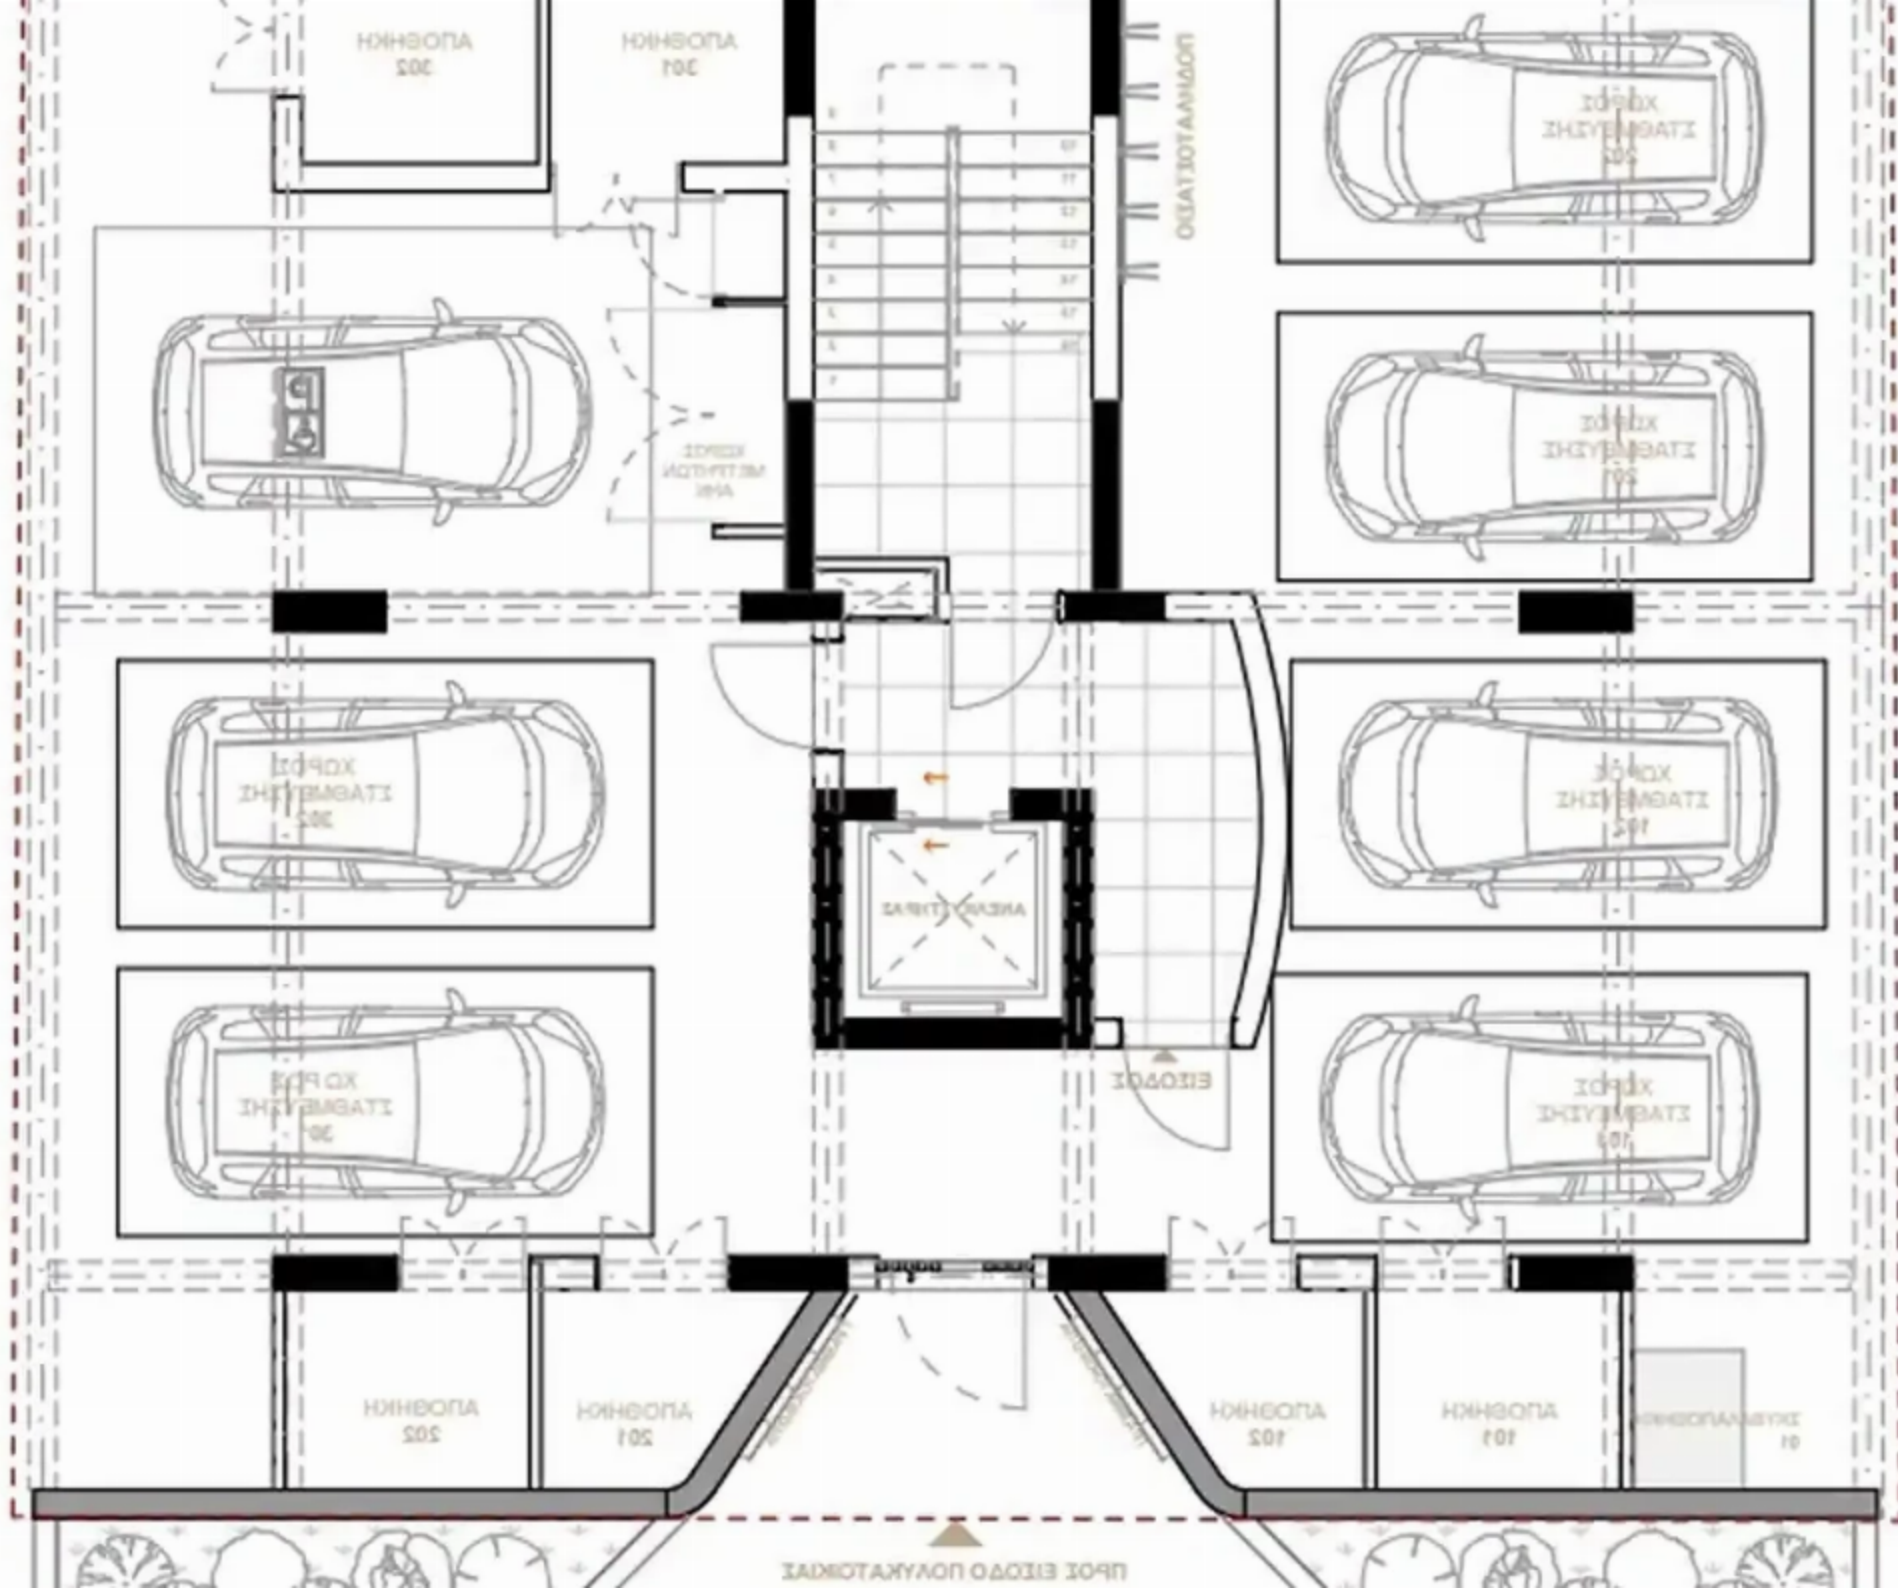 ΑΠΟΘΗΚΗ
302
ΑΠΟΘΗΚΗ
301
ΠΟΔΗΛΑΤΟΣΤΑΣΙΟ
ΧΩΡΟΣ
ΣΤΑΘΜΕΥΣΗΣ
202
ΧΩΡΟΣ
ΜΕΤΡΗΤΩΝ
ΑΗΚ
ΧΩΡΟΣ
ΣΤΑΘΜΕΥΣΗΣ
201
ΧΩΡΟΣ
ΣΤΑΘΜΕΥΣΗΣ
302
ΧΩΡΟΣ
ΣΤΑΘΜΕΥΣΗΣ
102
ΑΝΕΛΚΥΣΤΗΡΑΣ
ΧΩΡΟΣ
ΣΤΑΘΜΕΥΣΗΣ
301
ΕΙΣΟΔΟΣ
ΧΩΡΟΣ
ΣΤΑΘΜΕΥΣΗΣ
101
ΑΠΟΘΗΚΗ
202
ΑΠΟΘΗΚΗ
201
ΑΠΟΘΗΚΗ
102
ΑΠΟΘΗΚΗ
101
ΠΡΟΣ ΕΙΣΟΔΟ ΠΟΛΥΚΑΤΟΙΚΙΑΣ